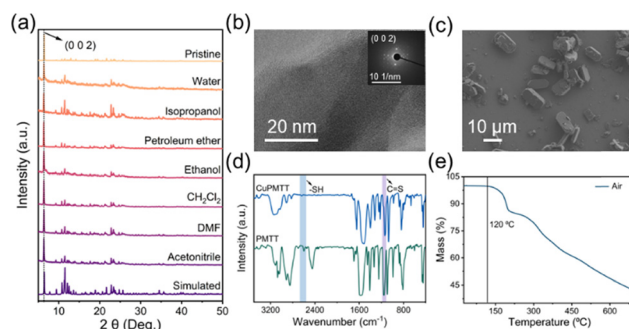 (a)
(0 0 2)
Pristine
Water
Isopropanol
Petroleum ether
Ethanol
CH₂Cl₂
DMF
Acetonitrile
Simulated
Intensity (a.u.)
10 20 30 40 50
2 θ (Deg.)
(b)
(0 0 2)
10 1/nm
20 nm
(c)
10 μm
(d)
-SH
C=S
CuPMTT
PMTT
Intensity (a.u.)
3600 2400 1600 800
Wavenumber (cm⁻¹)
(e)
Air
120 ºC
Mass (%)
105
90
75
60
45
150 300 450 600
Temperature (ºC)